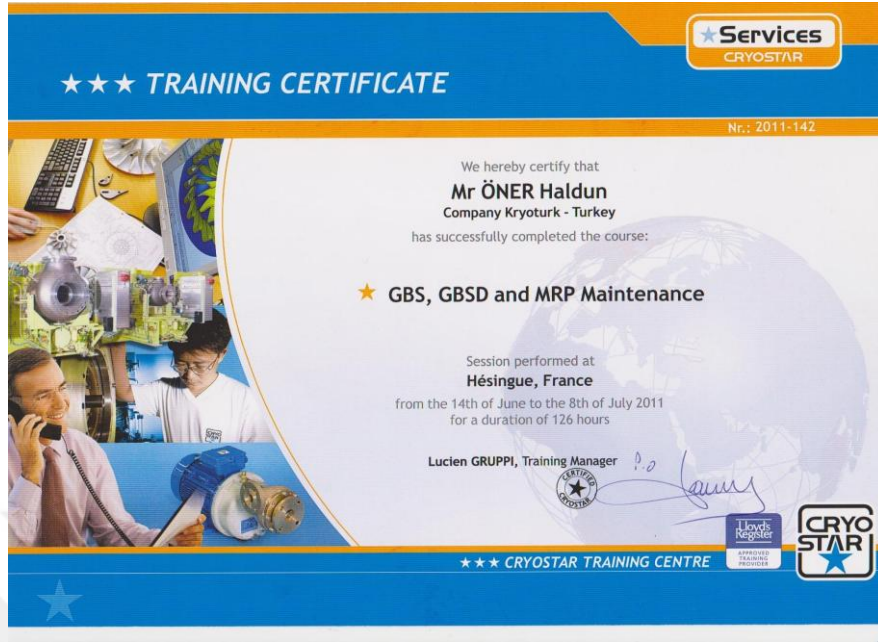 ★Services
CRYOSTAR
★★★ TRAINING CERTIFICATE
Nr.: 2011-142
We hereby certify that
Mr ÖNER Haldun
Company Kryoturk - Turkey
has successfully completed the course:
★ GBS, GBSD and MRP Maintenance
Session performed at
Hésingue, France
from the 14th of June to the 8th of July 2011
for a duration of 126 hours
Lucien GRUPPI, Training Manager
P.O
CERTIFIED
CRYOSTAR
Lloyd's
Register
APPROVED
TRAINING
PROVIDER
CRYO
STAR
★★★ CRYOSTAR TRAINING CENTRE